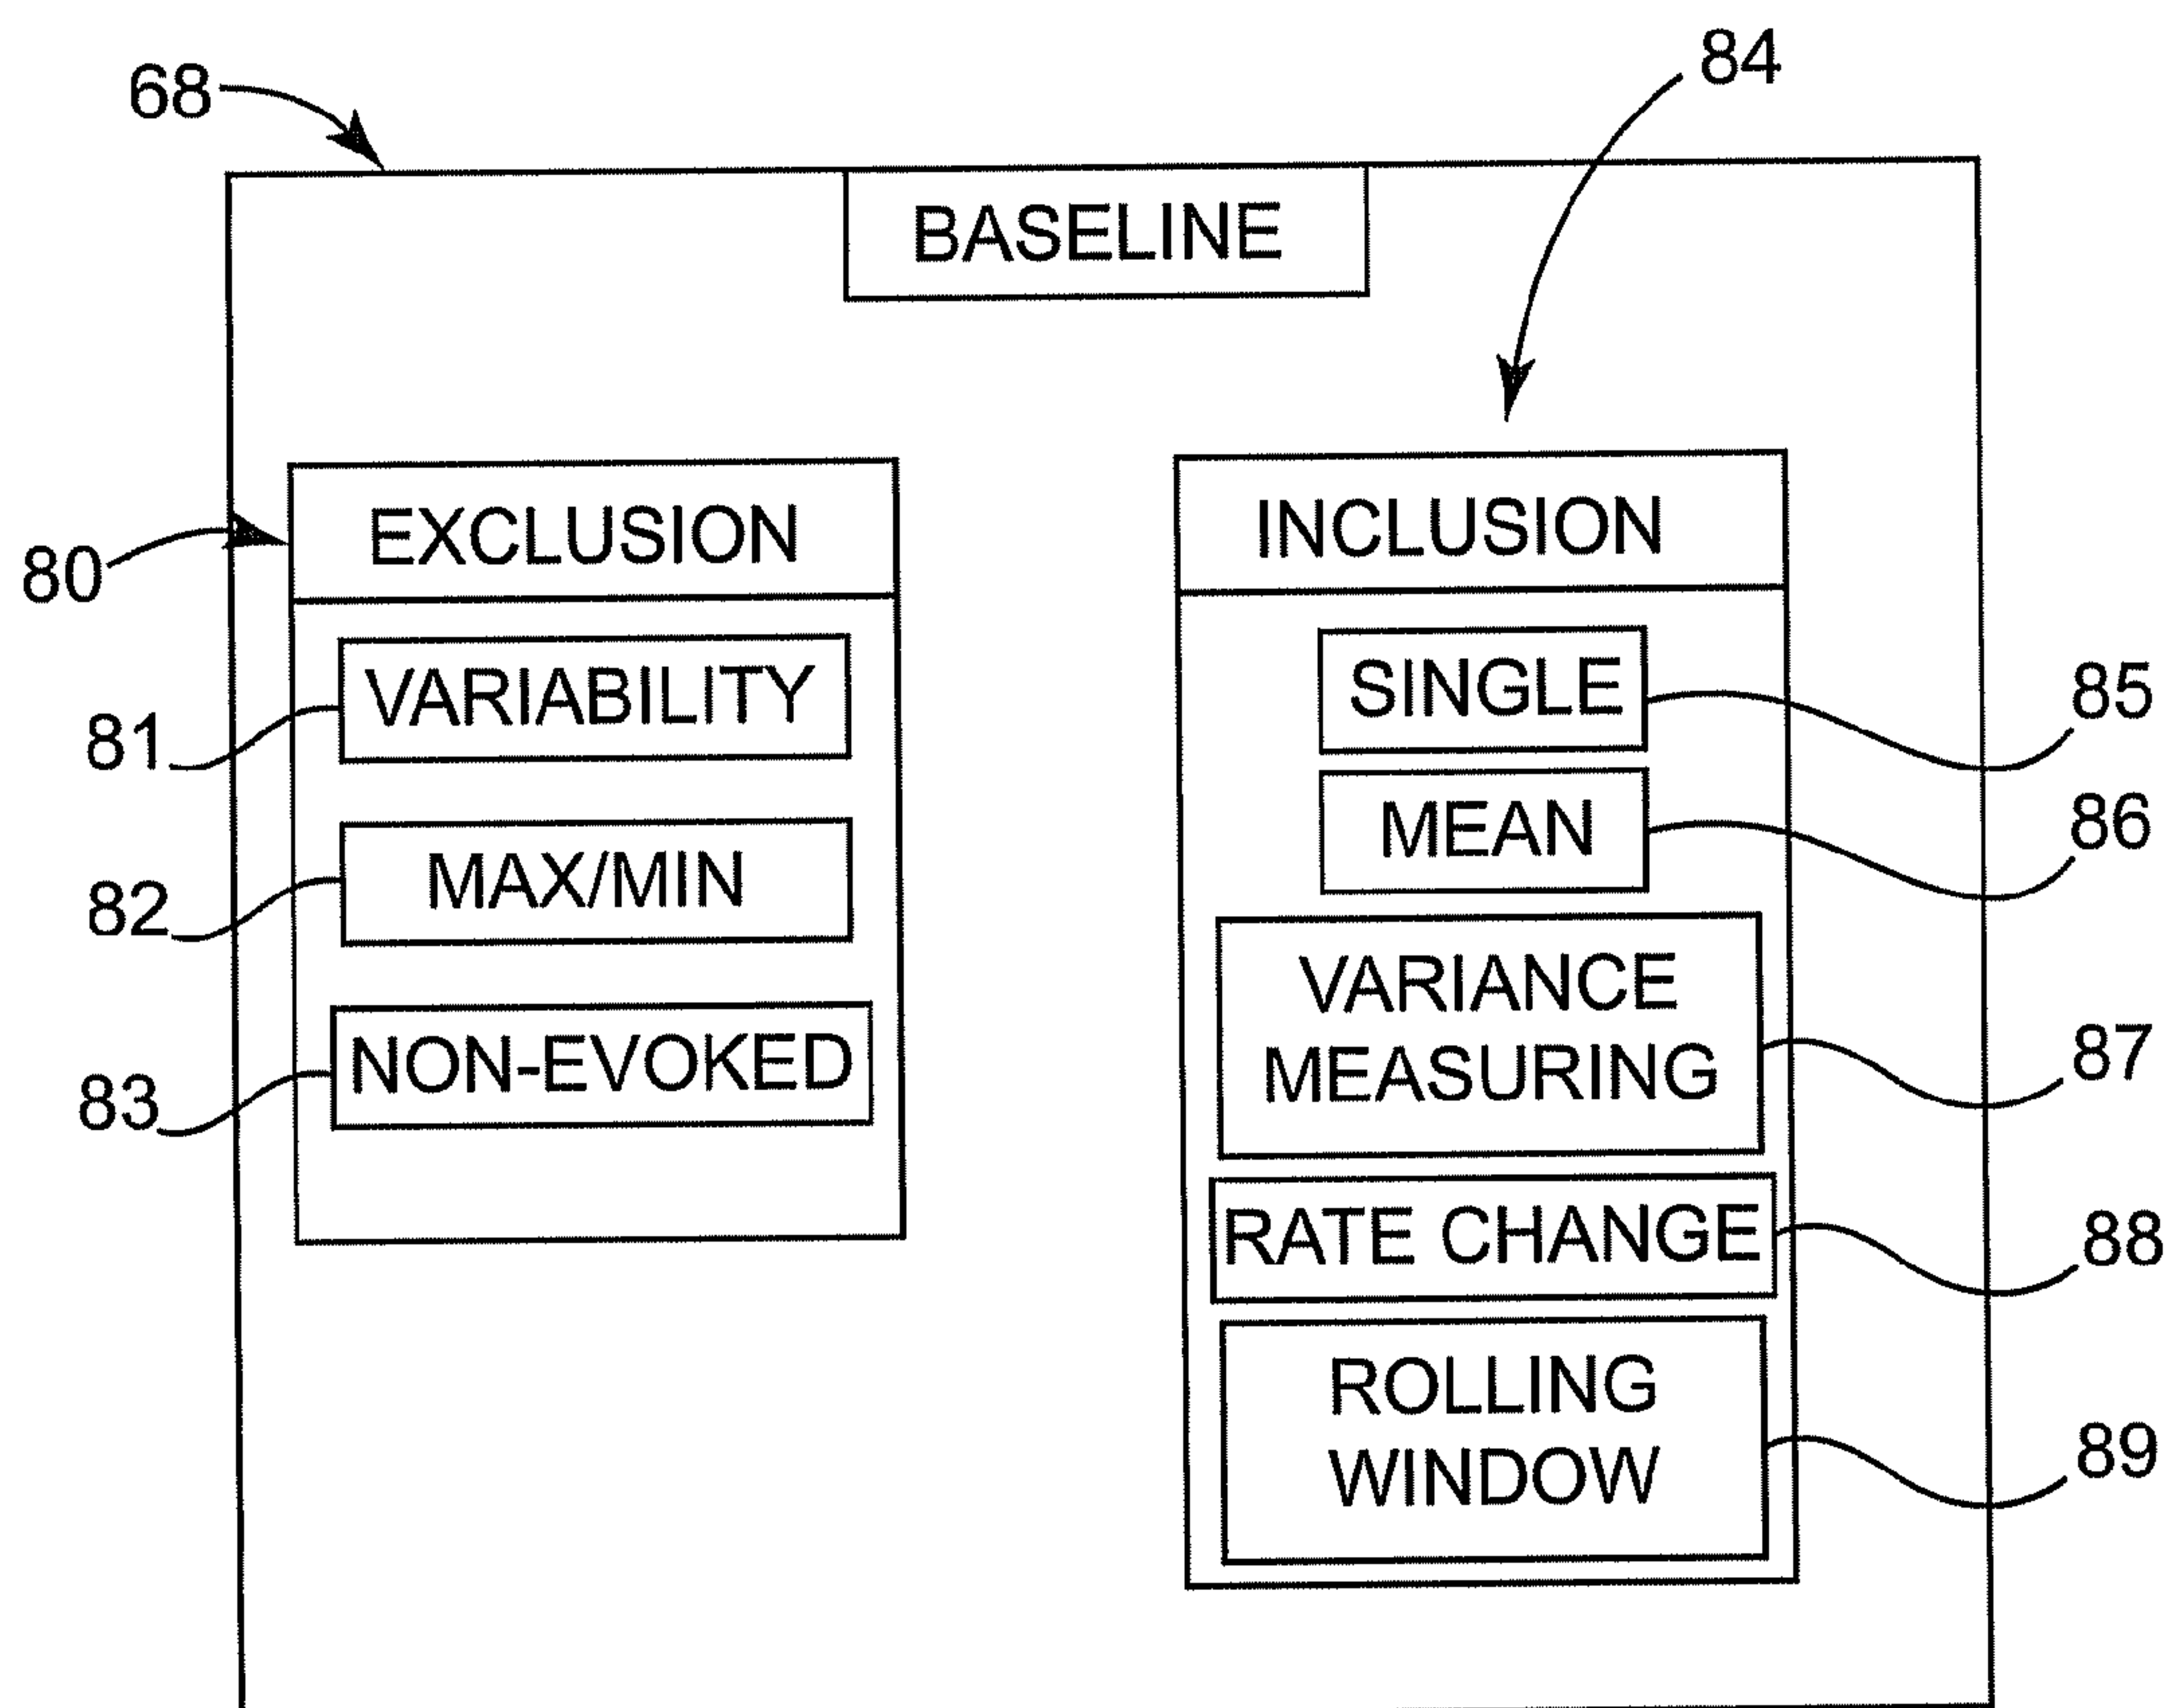 68
84
BASELINE
80
EXCLUSION
81
VARIABILITY
82
MAX/MIN
83
NON-EVOKED
INCLUSION
SINGLE
85
MEAN
86
VARIANCE
MEASURING
87
RATE CHANGE
88
ROLLING
WINDOW
89